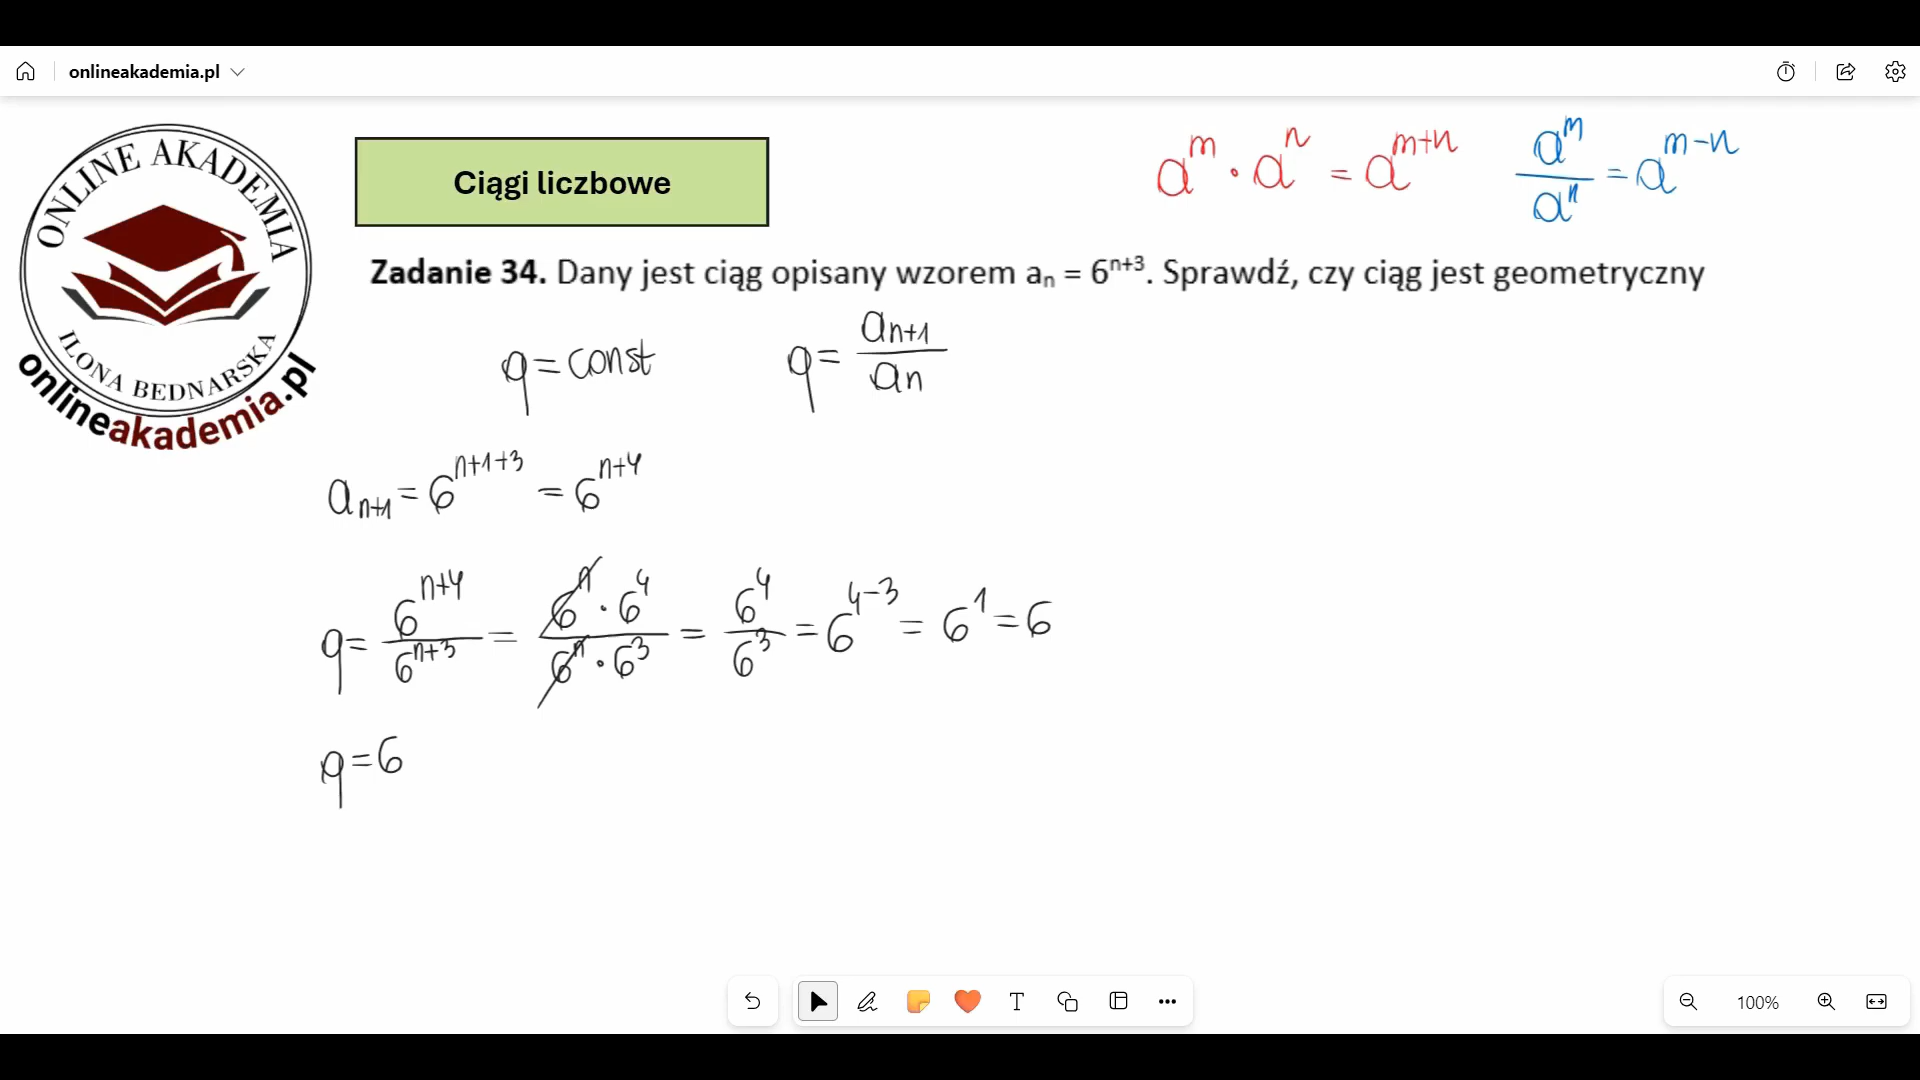 onlineakademia.pl
ONLINE AKADEMIA
ILONA BEDNARSKA
onlineakademia.pl
Ciągi liczbowe
a^m · a^n = a^{m+n}   a^m / a^n = a^{m-n}
Zadanie 34. Dany jest ciąg opisany wzorem aₙ = 6ⁿ⁺³. Sprawdź, czy ciąg jest geometryczny
q = const   q = a_{n+1} / a_n
a_{n+1} = 6^{n+1+3} = 6^{n+4}
q = 6^{n+4} / 6^{n+3} = 6^n · 6^4 / 6^n · 6^3 = 6^4 / 6^3 = 6^{4-3} = 6^1 = 6
q = 6
T
100%